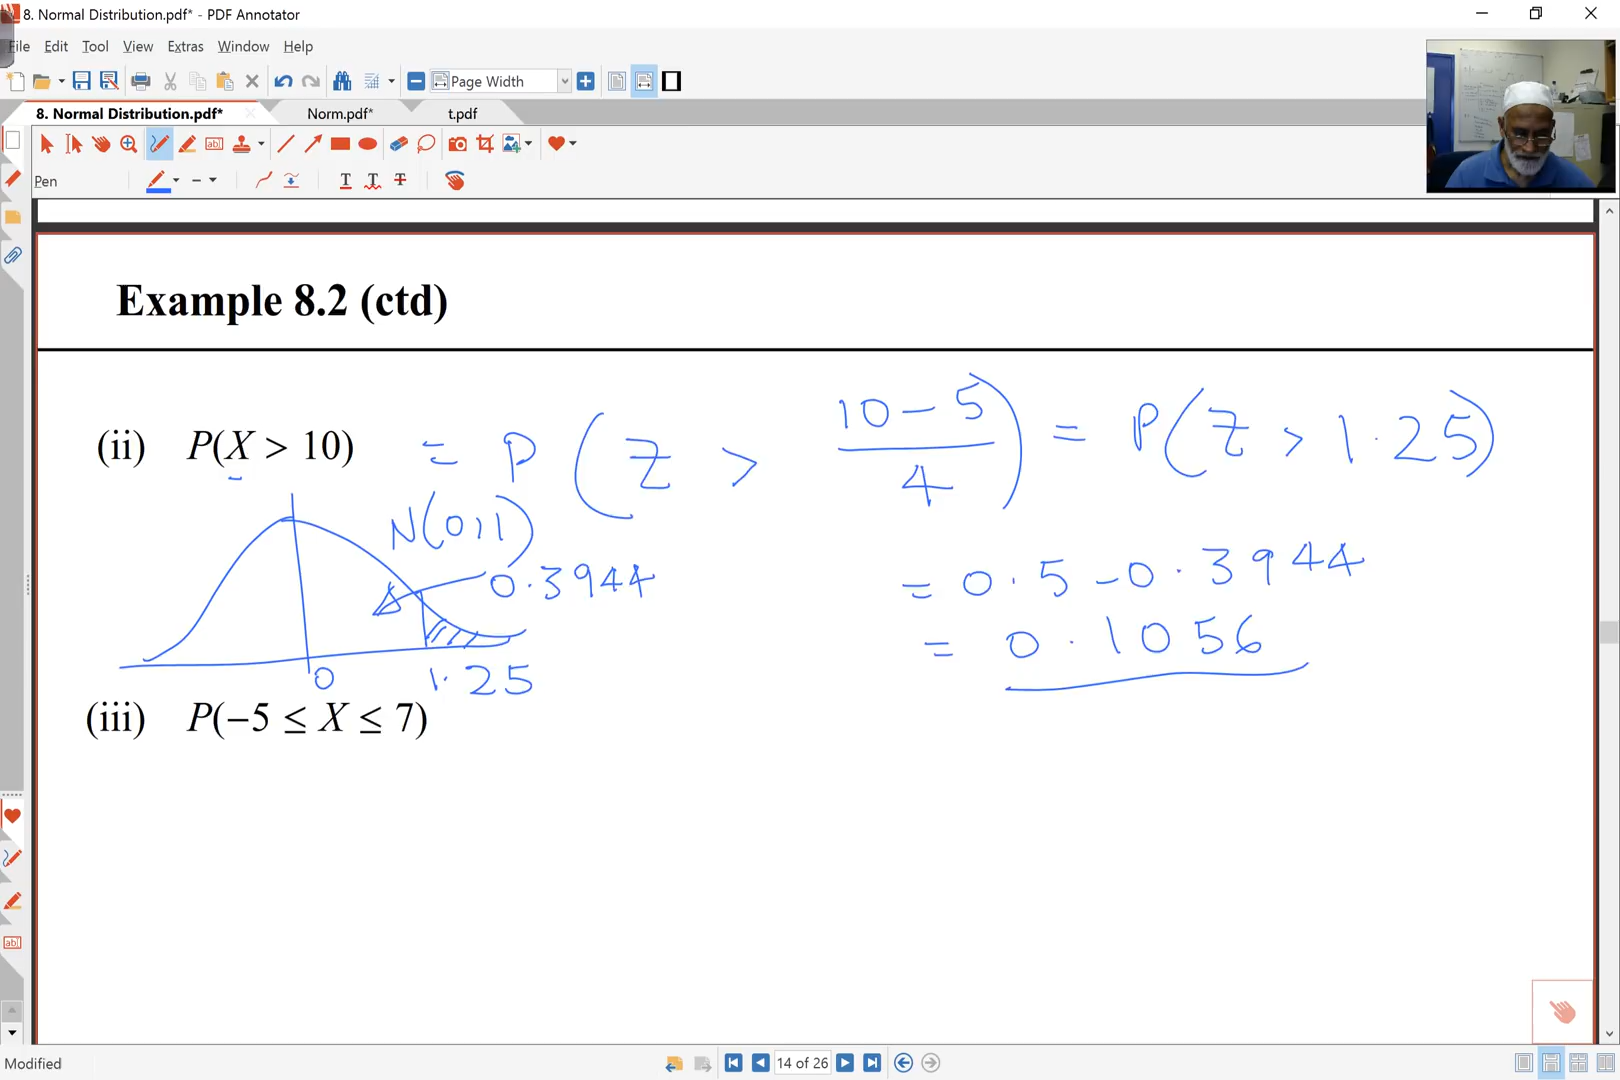 8. Normal Distribution.pdf* - PDF Annotator
File Edit Tool View Extras Window Help
Page Width
8. Normal Distribution.pdf* Norm.pdf* t.pdf
Pen
Example 8.2 (ctd)
(ii) P(X > 10) = P(Z > (10 - 5)/4) = P(Z > 1.25)
N(0,1)
0.3944
= 0.5 - 0.3944
= 0.1056
0 1.25
(iii) P(−5 ≤ X ≤ 7)
Modified
14 of 26